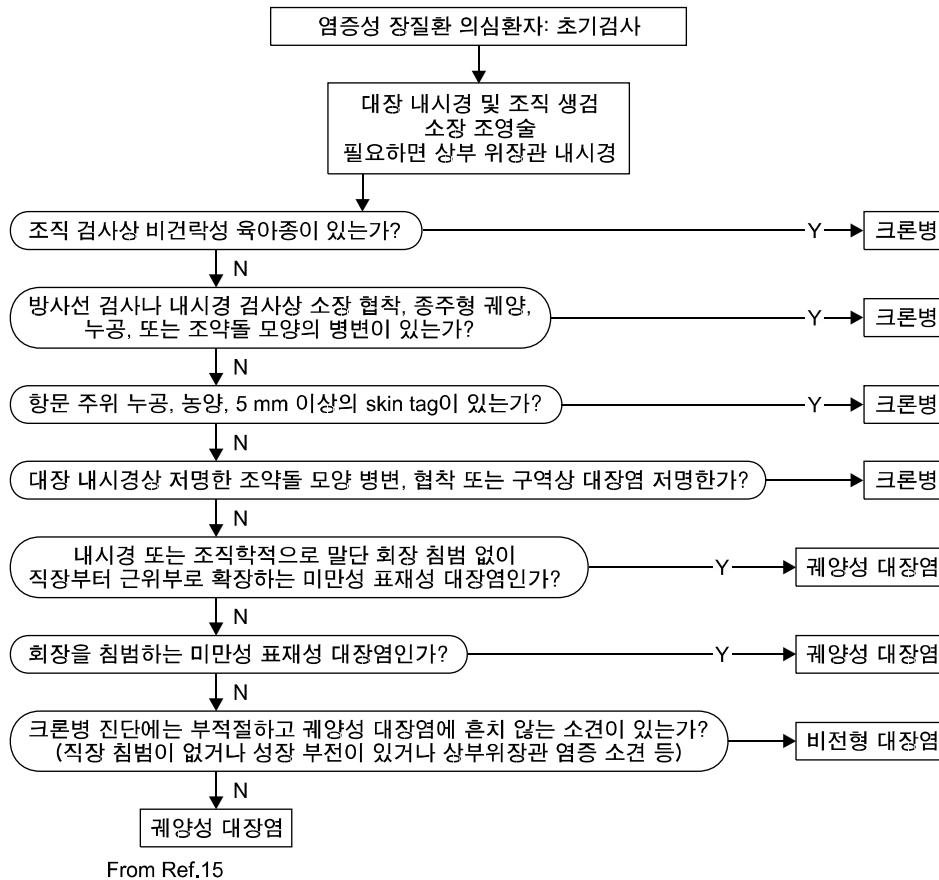 염증성 장질환 의심환자: 초기검사
대장 내시경 및 조직 생검
소장 조영술
필요하면 상부 위장관 내시경
조직 검사상 비건락성 육아종이 있는가?
Y
크론병
N
방사선 검사나 내시경 검사상 소장 협착, 종주형 궤양,
누공, 또는 조약돌 모양의 병변이 있는가?
Y
크론병
N
항문 주위 누공, 농양, 5 mm 이상의 skin tag이 있는가?
Y
크론병
N
대장 내시경상 저명한 조약돌 모양 병변, 협착 또는 구역상 대장염 저명한가?
크론병
N
내시경 또는 조직학적으로 말단 회장 침범 없이
직장부터 근위부로 확장하는 미만성 표재성 대장염인가?
Y
궤양성 대장염
N
회장을 침범하는 미만성 표재성 대장염인가?
Y
궤양성 대장염
N
크론병 진단에는 부적절하고 궤양성 대장염에 흔치 않는 소견이 있는가?
(직장 침범이 없거나 성장 부전이 있거나 상부위장관 염증 소견 등)
비전형 대장염
N
궤양성 대장염
From Ref.15